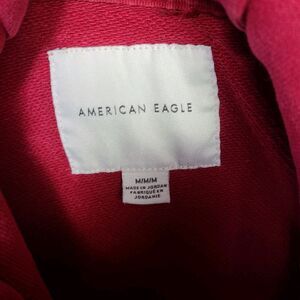 AMERICAN EAGLE
M/M/M
MADE IN JORDAN
FABRIQUÉ EN
JORDANIE